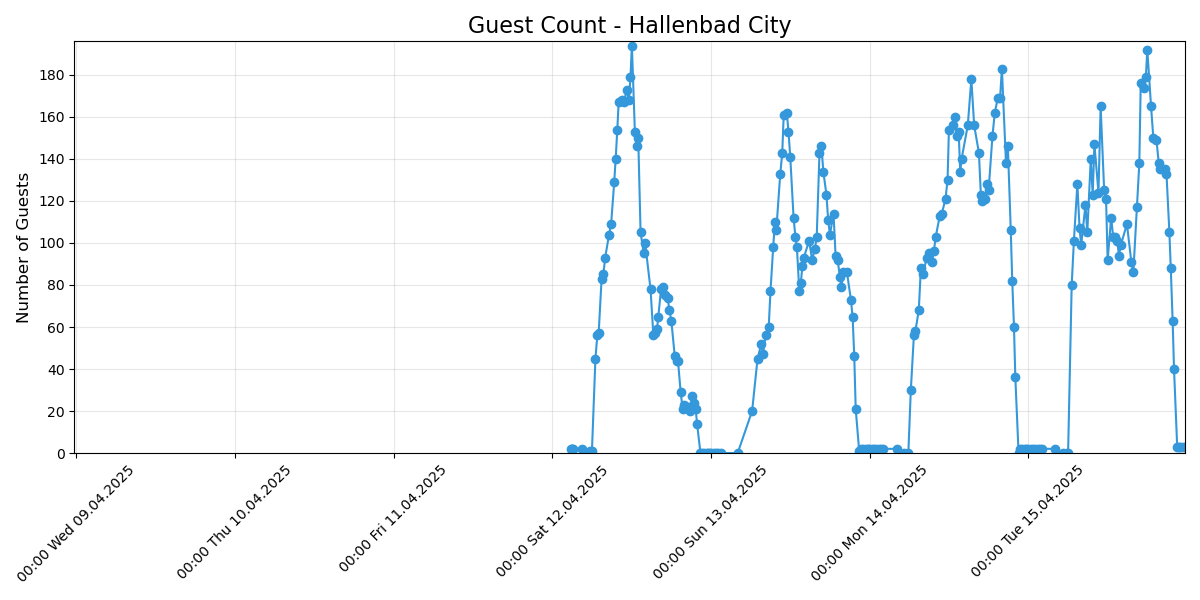 Guest Count - Hallenbad City
Number of Guests
180
160
140
120
100
80
60
40
20
0
00:00 Wed 09.04.2025
00:00 Thu 10.04.2025
00:00 Fri 11.04.2025
00:00 Sat 12.04.2025
00:00 Sun 13.04.2025
00:00 Mon 14.04.2025
00:00 Tue 15.04.2025